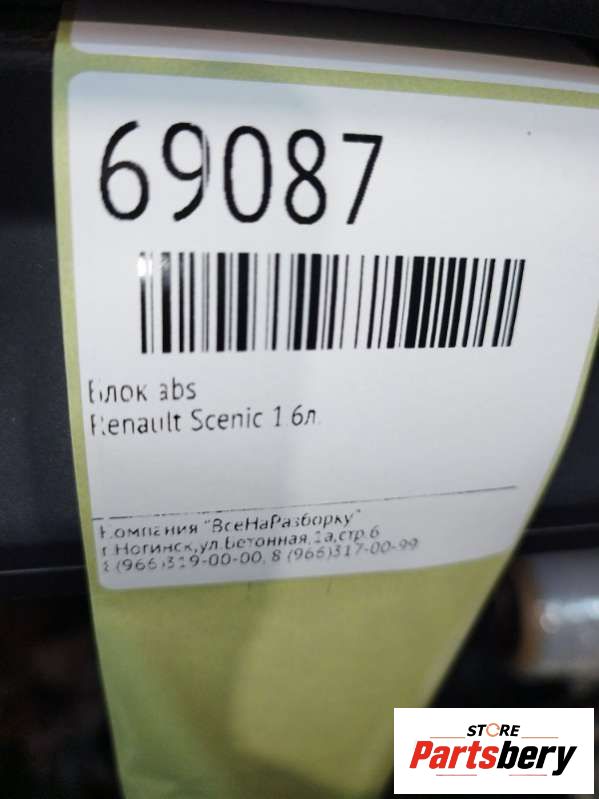 69087
Блок abs
Renault Scenic 1.6л.
Компания "ВсеНаРазборку"
г.Ногинск,ул.Бетонная,1а,стр.6
8 (966)319-00-00, 8 (966)317-00-99
STORE
Partsbery